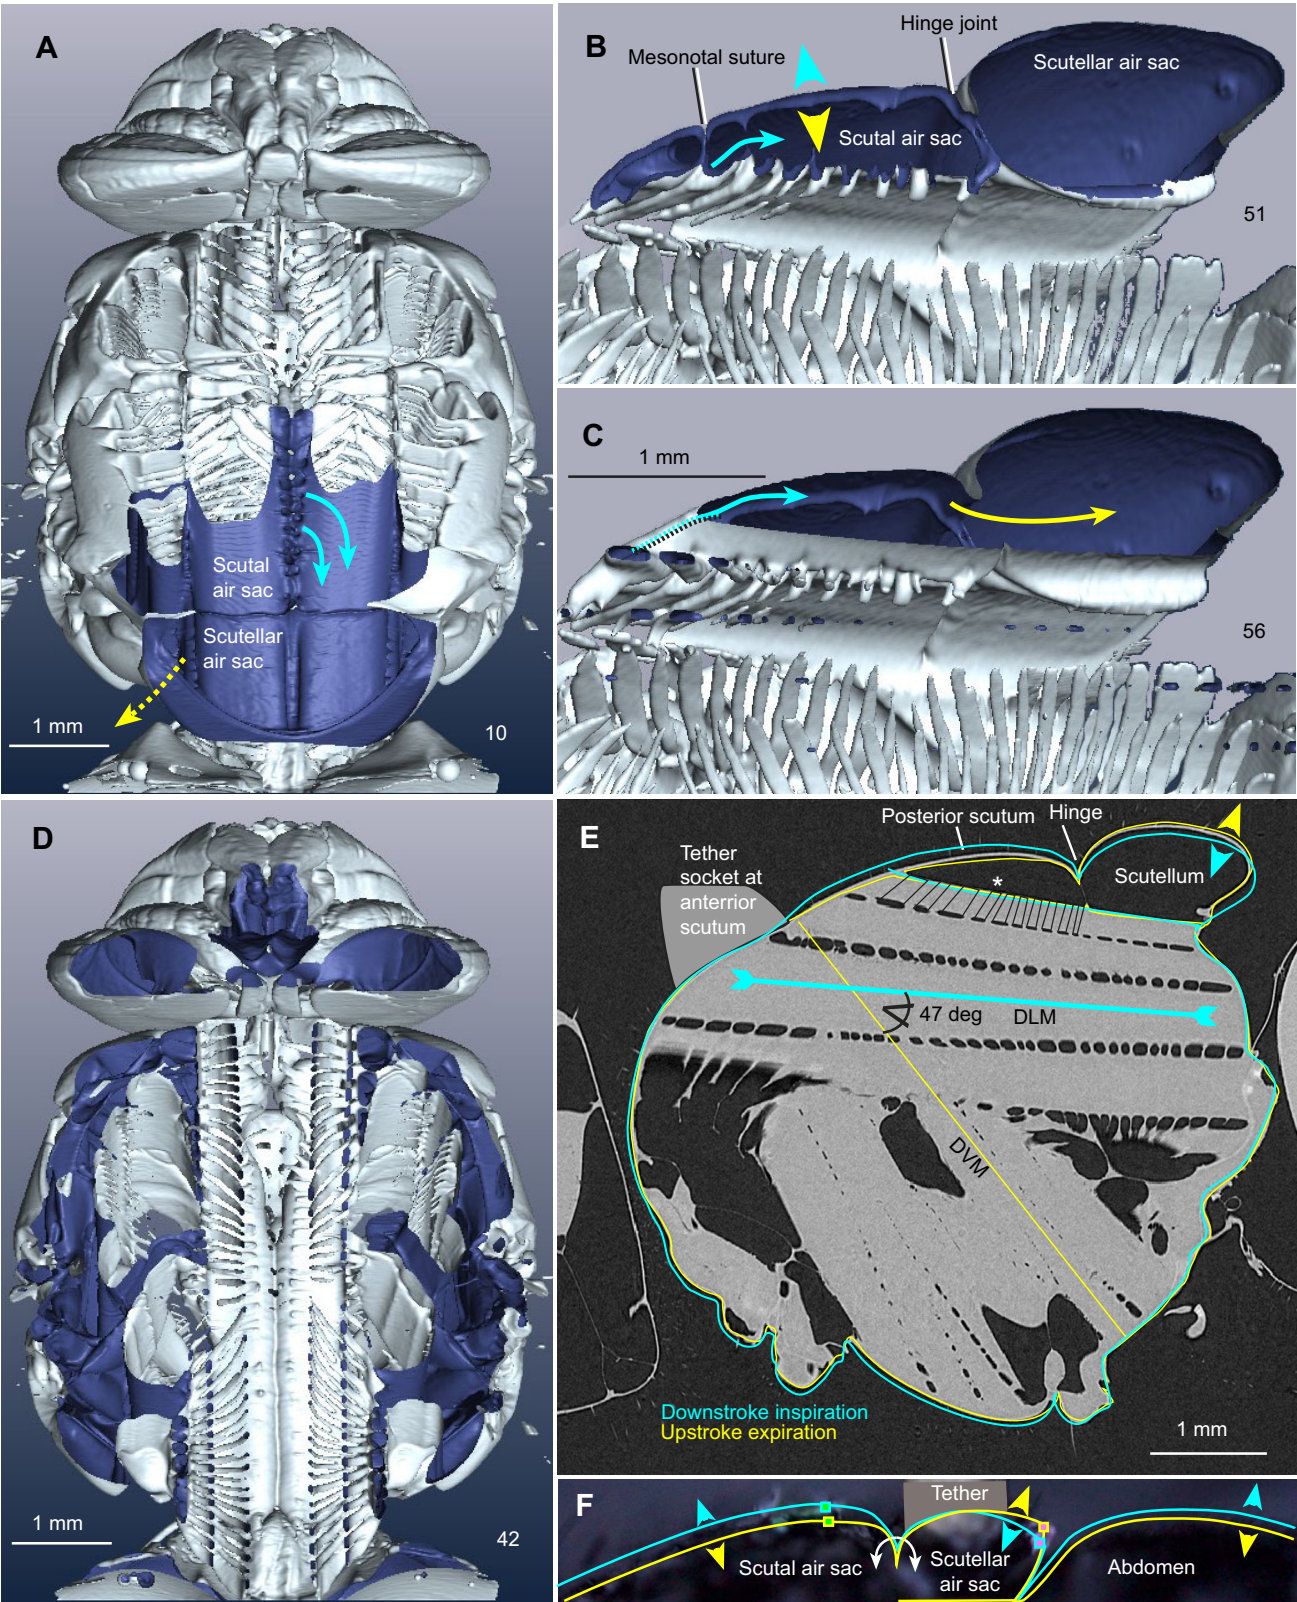 A
Scutal
air sac
Scutellar
air sac
1 mm
10
B
Mesonotal suture
Hinge joint
Scutellar air sac
Scutal air sac
51
C
1 mm
56
D
1 mm
42
E
Posterior scutum
Hinge
Tether
socket at
anterrior
scutum
*
Scutellum
47 deg
DLM
DVM
Downstroke inspiration
Upstroke expiration
1 mm
F
Tether
Scutal air sac
Scutellar
air sac
Abdomen